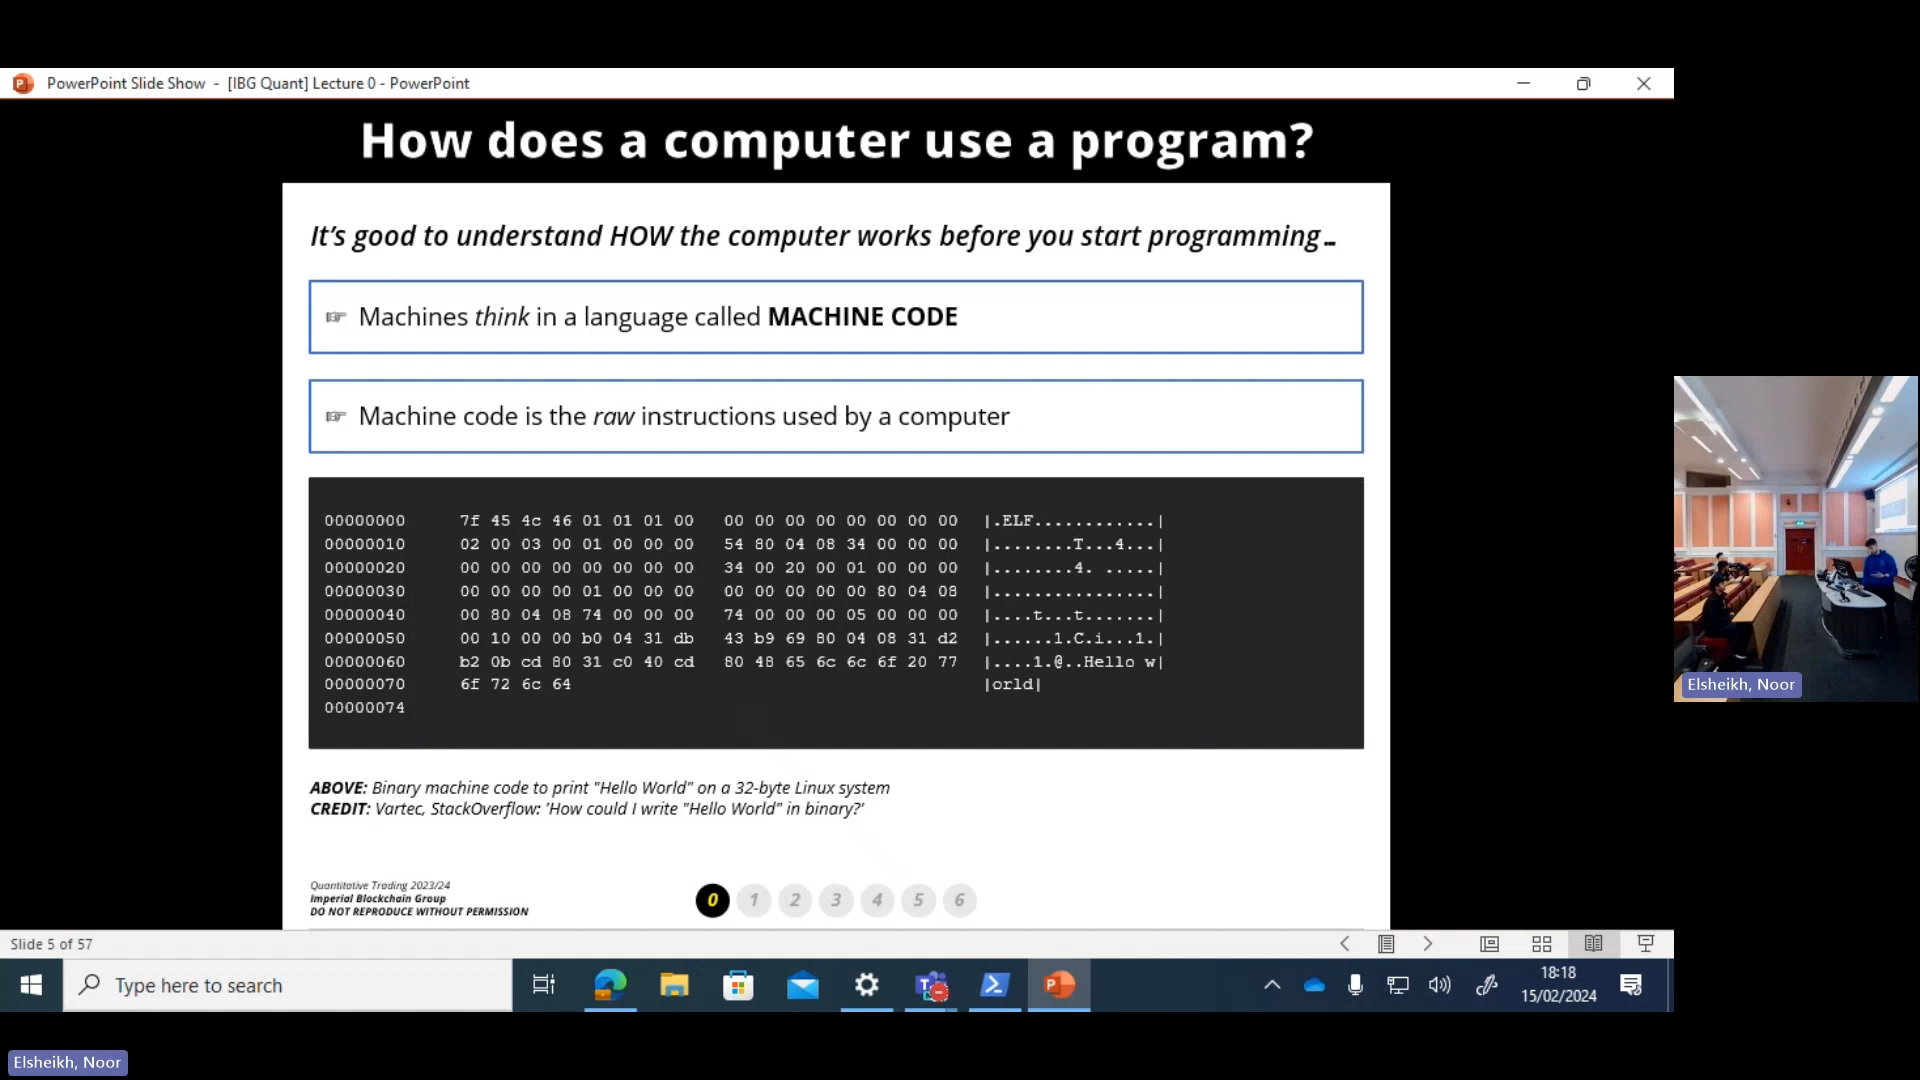 PowerPoint Slide Show - [IBG Quant] Lecture 0 - PowerPoint
How does a computer use a program?
It's good to understand HOW the computer works before you start programming...
☞ Machines think in a language called MACHINE CODE
☞ Machine code is the raw instructions used by a computer
00000000 7f 45 4c 46 01 01 01 00 00 00 00 00 00 00 00 00 |.ELF............|
00000010 02 00 03 00 01 00 00 00 54 80 04 08 34 00 00 00 |........T...4...|
00000020 00 00 00 00 00 00 00 00 34 00 20 00 01 00 00 00 |........4. .....|
00000030 00 00 00 00 01 00 00 00 00 00 00 00 00 80 04 08 |................|
00000040 00 80 04 08 74 00 00 00 74 00 00 00 05 00 00 00 |....t...t.......|
00000050 00 10 00 00 b0 04 31 db 43 b9 69 80 04 08 31 d2 |......1.C.i...1.|
00000060 b2 0b cd 80 31 c0 40 cd 80 48 65 6c 6c 6f 20 77 |....1.@..Hello w|
00000070 6f 72 6c 64 |orld|
00000074
ABOVE: Binary machine code to print "Hello World" on a 32-byte Linux system
CREDIT: Vartec, StackOverflow: 'How could I write "Hello World" in binary?'
Quantitative Trading 2023/24
Imperial Blockchain Group
DO NOT REPRODUCE WITHOUT PERMISSION
0 1 2 3 4 5 6
Slide 5 of 57
Type here to search
18:18
15/02/2024
Elsheikh, Noor
Elsheikh, Noor